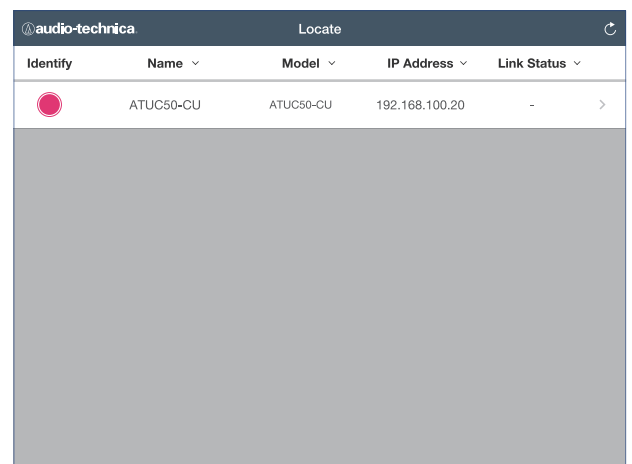 audio-technica. Locate
Identify Name Model IP Address Link Status
ATUC50-CU ATUC50-CU 192.168.100.20 -